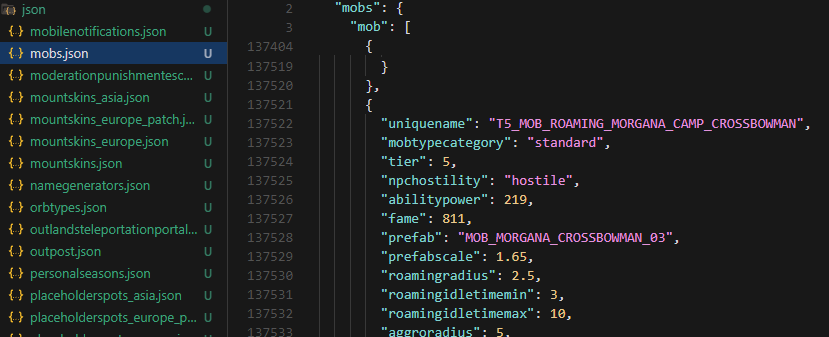 json
mobilenotifications.json U
mobs.json U
moderationpunishmentesc... U
mountskins_asia.json U
mountskins_europe_patch.j... U
mountskins_europe.json U
mountskins.json U
namegenerators.json U
orbtypes.json U
outlandsteleportationportal... U
outpost.json U
personalseasons.json U
placeholderspots_asia.json U
placeholderspots_europe_p... U
2 "mobs": {
3 "mob": [
137404 {
137519 }
137520 },
137521 {
137522 "uniquename": "T5_MOB_ROAMING_MORGANA_CAMP_CROSSBOWMAN",
137523 "mobtypecategory": "standard",
137524 "tier": 5,
137525 "npchostility": "hostile",
137526 "abilitypower": 219,
137527 "fame": 811,
137528 "prefab": "MOB_MORGANA_CROSSBOWMAN_03",
137529 "prefabscale": 1.65,
137530 "roamingradius": 2.5,
137531 "roamingidletimemin": 3,
137532 "roamingidletimemax": 10,
137533 "aggroradius": 5,